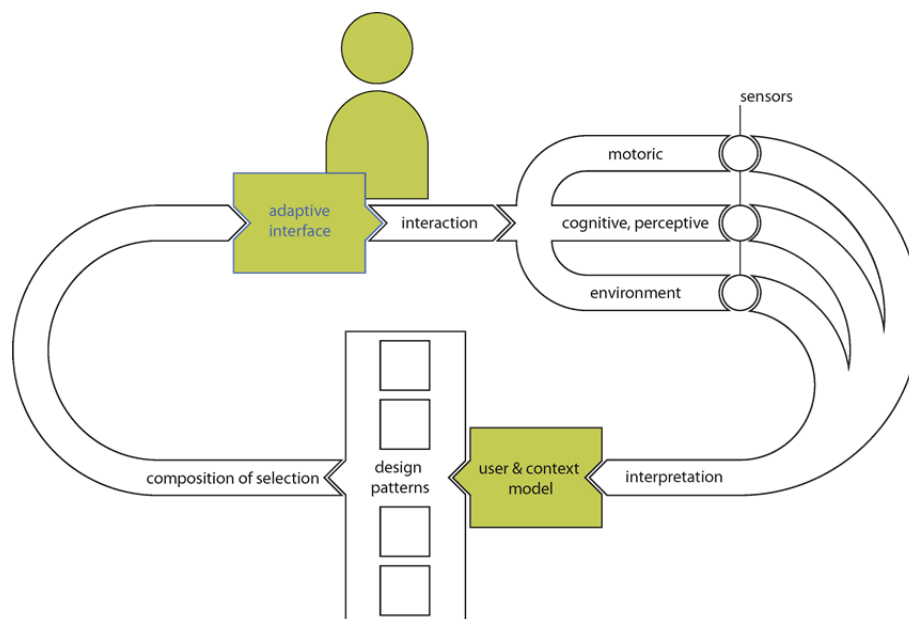 sensors
motoric
adaptive
interface
interaction
cognitive, perceptive
environment
composition of selection
design
patterns
user & context
model
interpretation